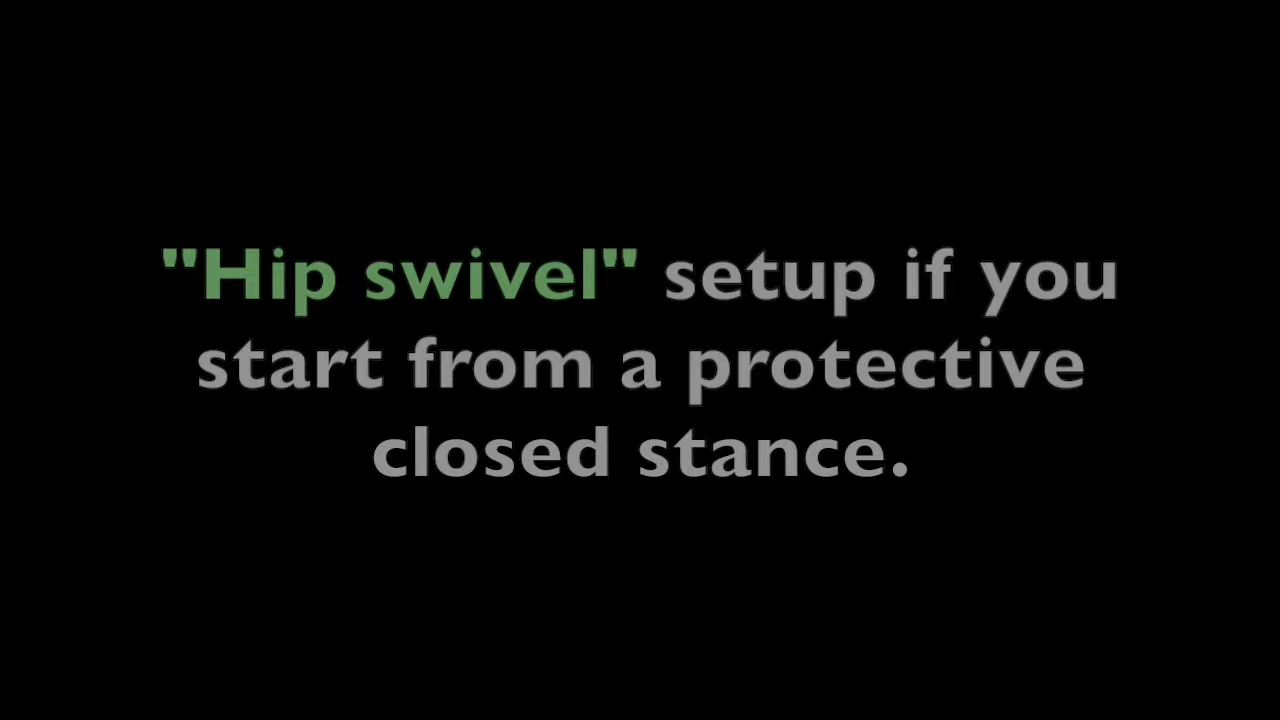 "Hip swivel" setup if you
start from a protective
closed stance.